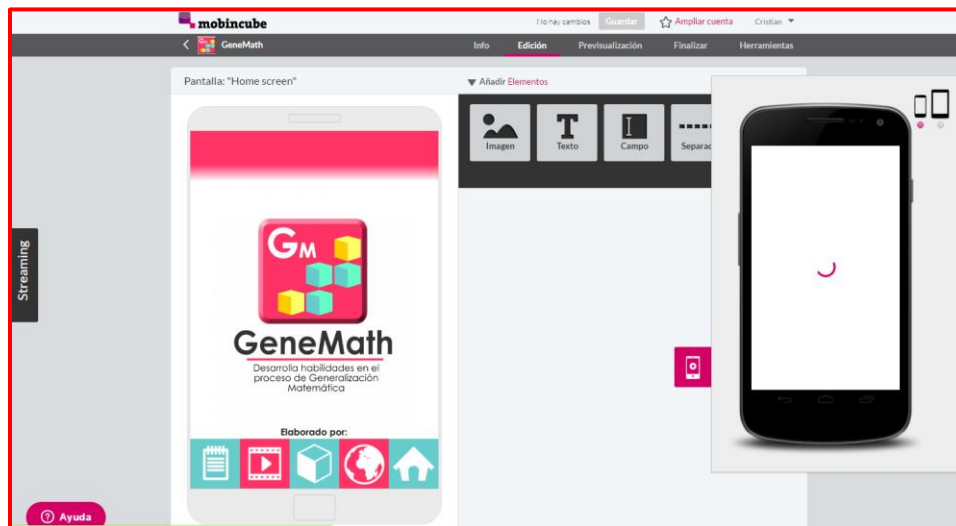 mobincube
No hay cambios
Guardar
Ampliar cuenta
Cristian
GeneMath
Info
Edición
Previsualización
Finalizar
Herramientas
Pantalla: "Home screen"
Añadir Elementos
Imagen
Texto
Campo
Separad
GM
GeneMath
Desarrolla habilidades en el
proceso de Generalización
Matemática
Elaborado por:
Streaming
Ayuda